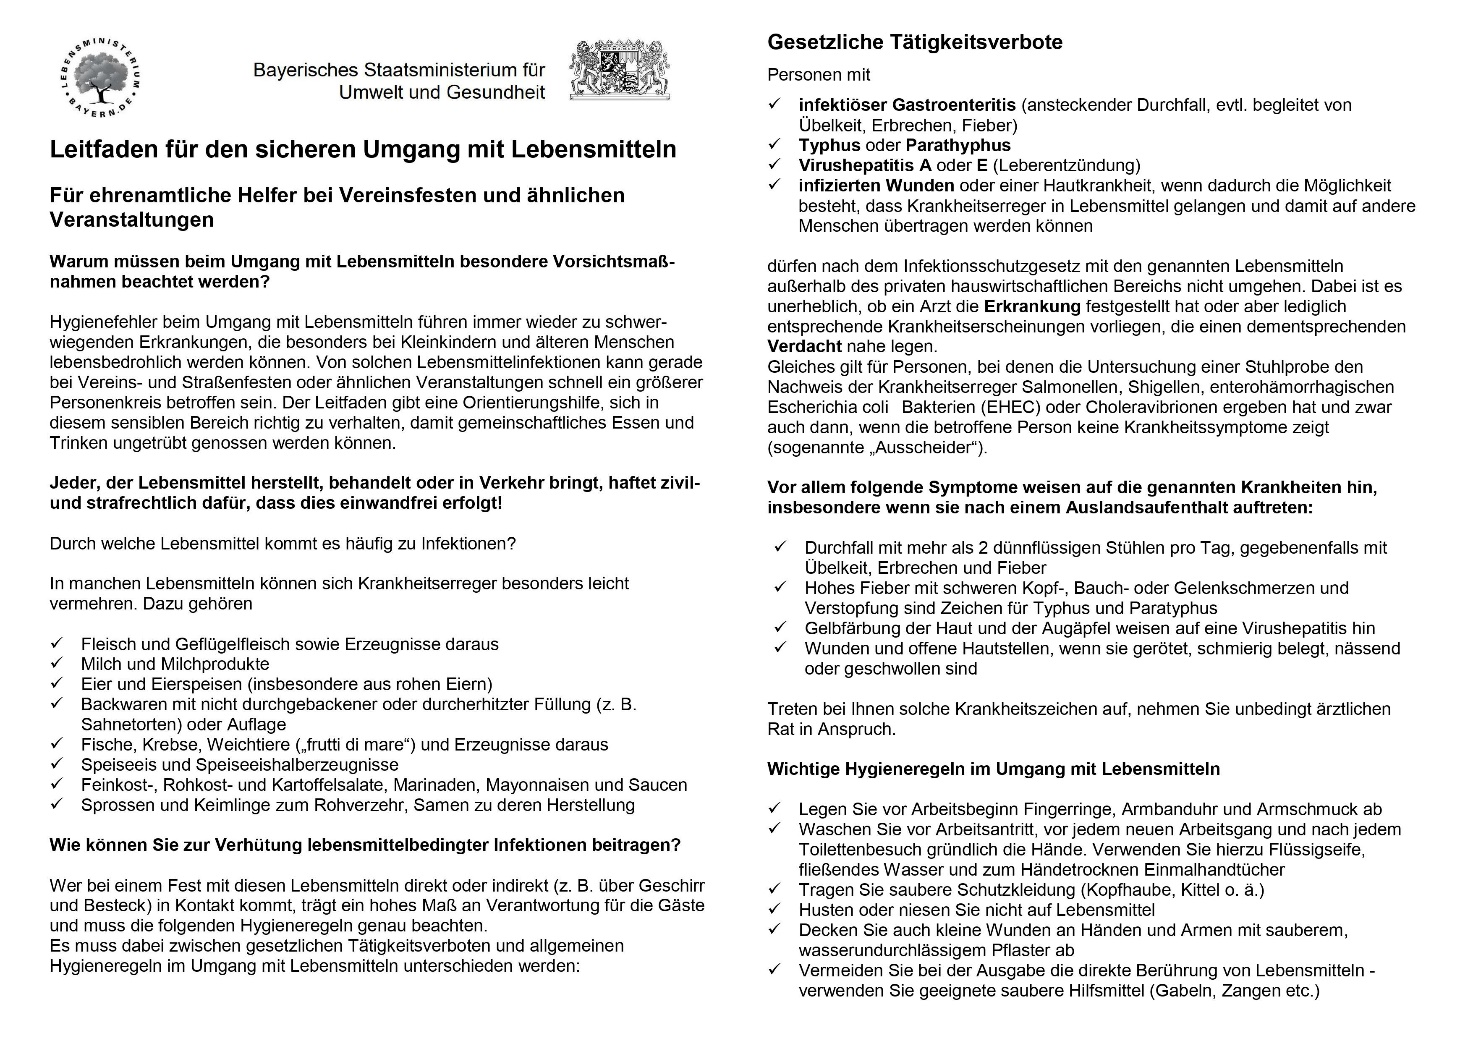 LEBENSMINISTERIUM
BAYERN.DE
Bayerisches Staatsministerium für
Umwelt und Gesundheit
Leitfaden für den sicheren Umgang mit Lebensmitteln
Für ehrenamtliche Helfer bei Vereinsfesten und ähnlichen
Veranstaltungen
Warum müssen beim Umgang mit Lebensmitteln besondere Vorsichtsmaß-
nahmen beachtet werden?
Hygienefehler beim Umgang mit Lebensmitteln führen immer wieder zu schwer-
wiegenden Erkrankungen, die besonders bei Kleinkindern und älteren Menschen
lebensbedrohlich werden können. Von solchen Lebensmittelinfektionen kann gerade
bei Vereins- und Straßenfesten oder ähnlichen Veranstaltungen schnell ein größerer
Personenkreis betroffen sein. Der Leitfaden gibt eine Orientierungshilfe, sich in
diesem sensiblen Bereich richtig zu verhalten, damit gemeinschaftliches Essen und
Trinken ungetrübt genossen werden können.
Jeder, der Lebensmittel herstellt, behandelt oder in Verkehr bringt, haftet zivil-
und strafrechtlich dafür, dass dies einwandfrei erfolgt!
Durch welche Lebensmittel kommt es häufig zu Infektionen?
In manchen Lebensmitteln können sich Krankheitserreger besonders leicht
vermehren. Dazu gehören
✓ Fleisch und Geflügelfleisch sowie Erzeugnisse daraus
✓ Milch und Milchprodukte
✓ Eier und Eierspeisen (insbesondere aus rohen Eiern)
✓ Backwaren mit nicht durchgebackener oder durcherhitzter Füllung (z. B.
Sahnetorten) oder Auflage
✓ Fische, Krebse, Weichtiere („frutti di mare“) und Erzeugnisse daraus
✓ Speiseeis und Speiseeishalberzeugnisse
✓ Feinkost-, Rohkost- und Kartoffelsalate, Marinaden, Mayonnaisen und Saucen
✓ Sprossen und Keimlinge zum Rohverzehr, Samen zu deren Herstellung
Wie können Sie zur Verhütung lebensmittelbedingter Infektionen beitragen?
Wer bei einem Fest mit diesen Lebensmitteln direkt oder indirekt (z. B. über Geschirr
und Besteck) in Kontakt kommt, trägt ein hohes Maß an Verantwortung für die Gäste
und muss die folgenden Hygieneregeln genau beachten.
Es muss dabei zwischen gesetzlichen Tätigkeitsverboten und allgemeinen
Hygieneregeln im Umgang mit Lebensmitteln unterschieden werden:
Gesetzliche Tätigkeitsverbote
Personen mit
✓ infektiöser Gastroenteritis (ansteckender Durchfall, evtl. begleitet von
Übelkeit, Erbrechen, Fieber)
✓ Typhus oder Parathyphus
✓ Virushepatitis A oder E (Leberentzündung)
✓ infizierten Wunden oder einer Hautkrankheit, wenn dadurch die Möglichkeit
besteht, dass Krankheitserreger in Lebensmittel gelangen und damit auf andere
Menschen übertragen werden können
dürfen nach dem Infektionsschutzgesetz mit den genannten Lebensmitteln
außerhalb des privaten hauswirtschaftlichen Bereichs nicht umgehen. Dabei ist es
unerheblich, ob ein Arzt die Erkrankung festgestellt hat oder aber lediglich
entsprechende Krankheitserscheinungen vorliegen, die einen dementsprechenden
Verdacht nahe legen.
Gleiches gilt für Personen, bei denen die Untersuchung einer Stuhlprobe den
Nachweis der Krankheitserreger Salmonellen, Shigellen, enterohämorrhagischen
Escherichia coli Bakterien (EHEC) oder Choleravibrionen ergeben hat und zwar
auch dann, wenn die betroffene Person keine Krankheitssymptome zeigt
(sogenannte „Ausscheider“).
Vor allem folgende Symptome weisen auf die genannten Krankheiten hin,
insbesondere wenn sie nach einem Auslandsaufenthalt auftreten:
✓ Durchfall mit mehr als 2 dünnflüssigen Stühlen pro Tag, gegebenenfalls mit
Übelkeit, Erbrechen und Fieber
✓ Hohes Fieber mit schweren Kopf-, Bauch- oder Gelenkschmerzen und
Verstopfung sind Zeichen für Typhus und Paratyphus
✓ Gelbfärbung der Haut und der Augäpfel weisen auf eine Virushepatitis hin
✓ Wunden und offene Hautstellen, wenn sie gerötet, schmierig belegt, nässend
oder geschwollen sind
Treten bei Ihnen solche Krankheitszeichen auf, nehmen Sie unbedingt ärztlichen
Rat in Anspruch.
Wichtige Hygieneregeln im Umgang mit Lebensmitteln
✓ Legen Sie vor Arbeitsbeginn Fingerringe, Armbanduhr und Armschmuck ab
✓ Waschen Sie vor Arbeitsantritt, vor jedem neuen Arbeitsgang und nach jedem
Toilettenbesuch gründlich die Hände. Verwenden Sie hierzu Flüssigseife,
fließendes Wasser und zum Händetrocknen Einmalhandtücher
✓ Tragen Sie saubere Schutzkleidung (Kopfhaube, Kittel o. ä.)
✓ Husten oder niesen Sie nicht auf Lebensmittel
✓ Decken Sie auch kleine Wunden an Händen und Armen mit sauberem,
wasserundurchlässigem Pflaster ab
✓ Vermeiden Sie bei der Ausgabe die direkte Berührung von Lebensmitteln -
verwenden Sie geeignete saubere Hilfsmittel (Gabeln, Zangen etc.)